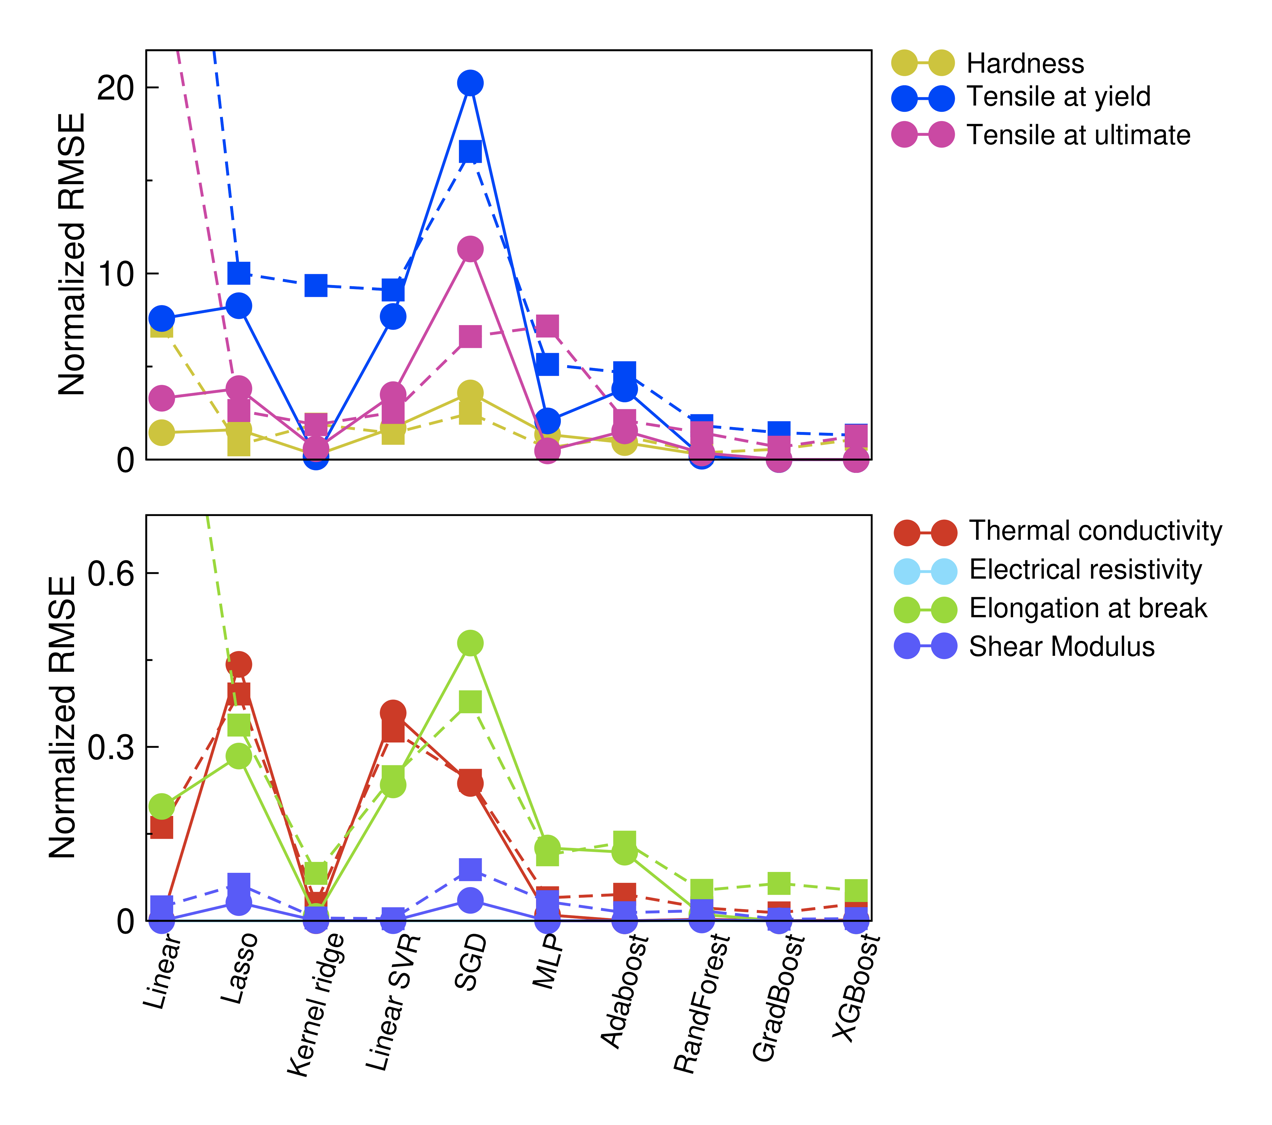 Normalized RMSE
20
10
0
Hardness
Tensile at yield
Tensile at ultimate
Normalized RMSE
0.6
0.3
0
Thermal conductivity
Electrical resistivity
Elongation at break
Shear Modulus
Linear
Lasso
Kernel ridge
Linear SVR
SGD
MLP
Adaboost
RandForest
GradBoost
XGBoost